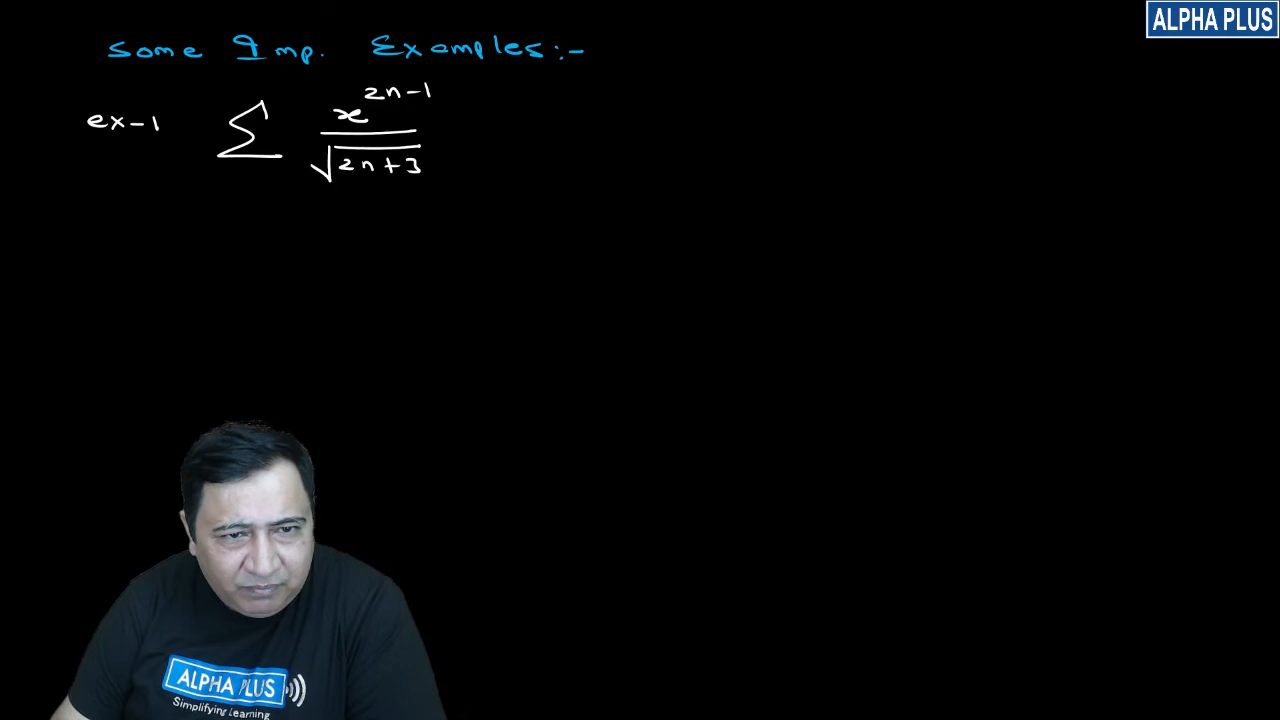 ALPHA PLUS
Some Imp. Examples:-
ex-1 Σ x^(2n-1) / √(2n+3)
ALPHA PLUS
Simplifying Learning